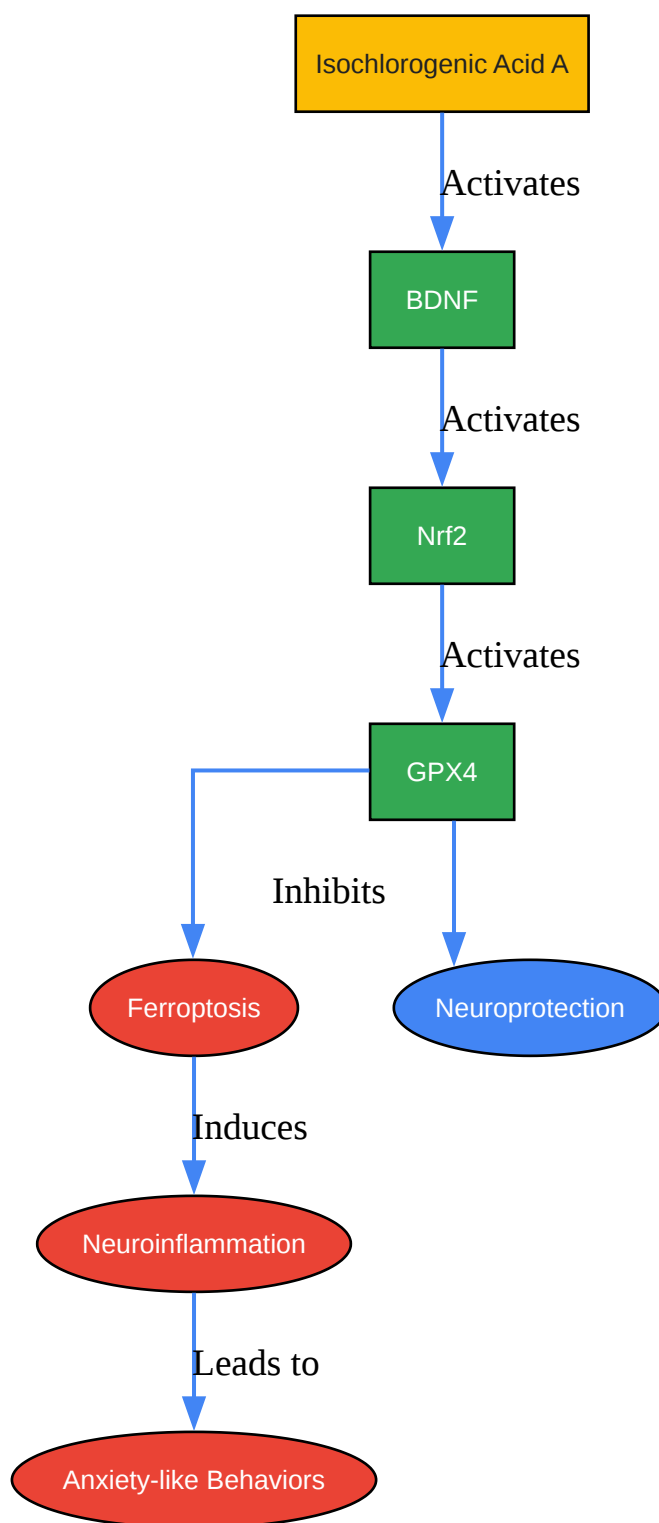 Isochlorogenic Acid A
Activates
BDNF
Activates
Nrf2
Activates
GPX4
Inhibits
Ferroptosis
Neuroprotection
Induces
Neuroinflammation
Leads to
Anxiety-like Behaviors